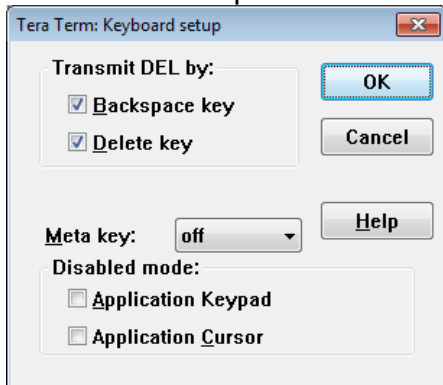 Tera Term: Keyboard setup
Transmit DEL by:
OK
Backspace key
Delete key
Cancel
Meta key:
off
Help
Disabled mode:
Application Keypad
Application Cursor